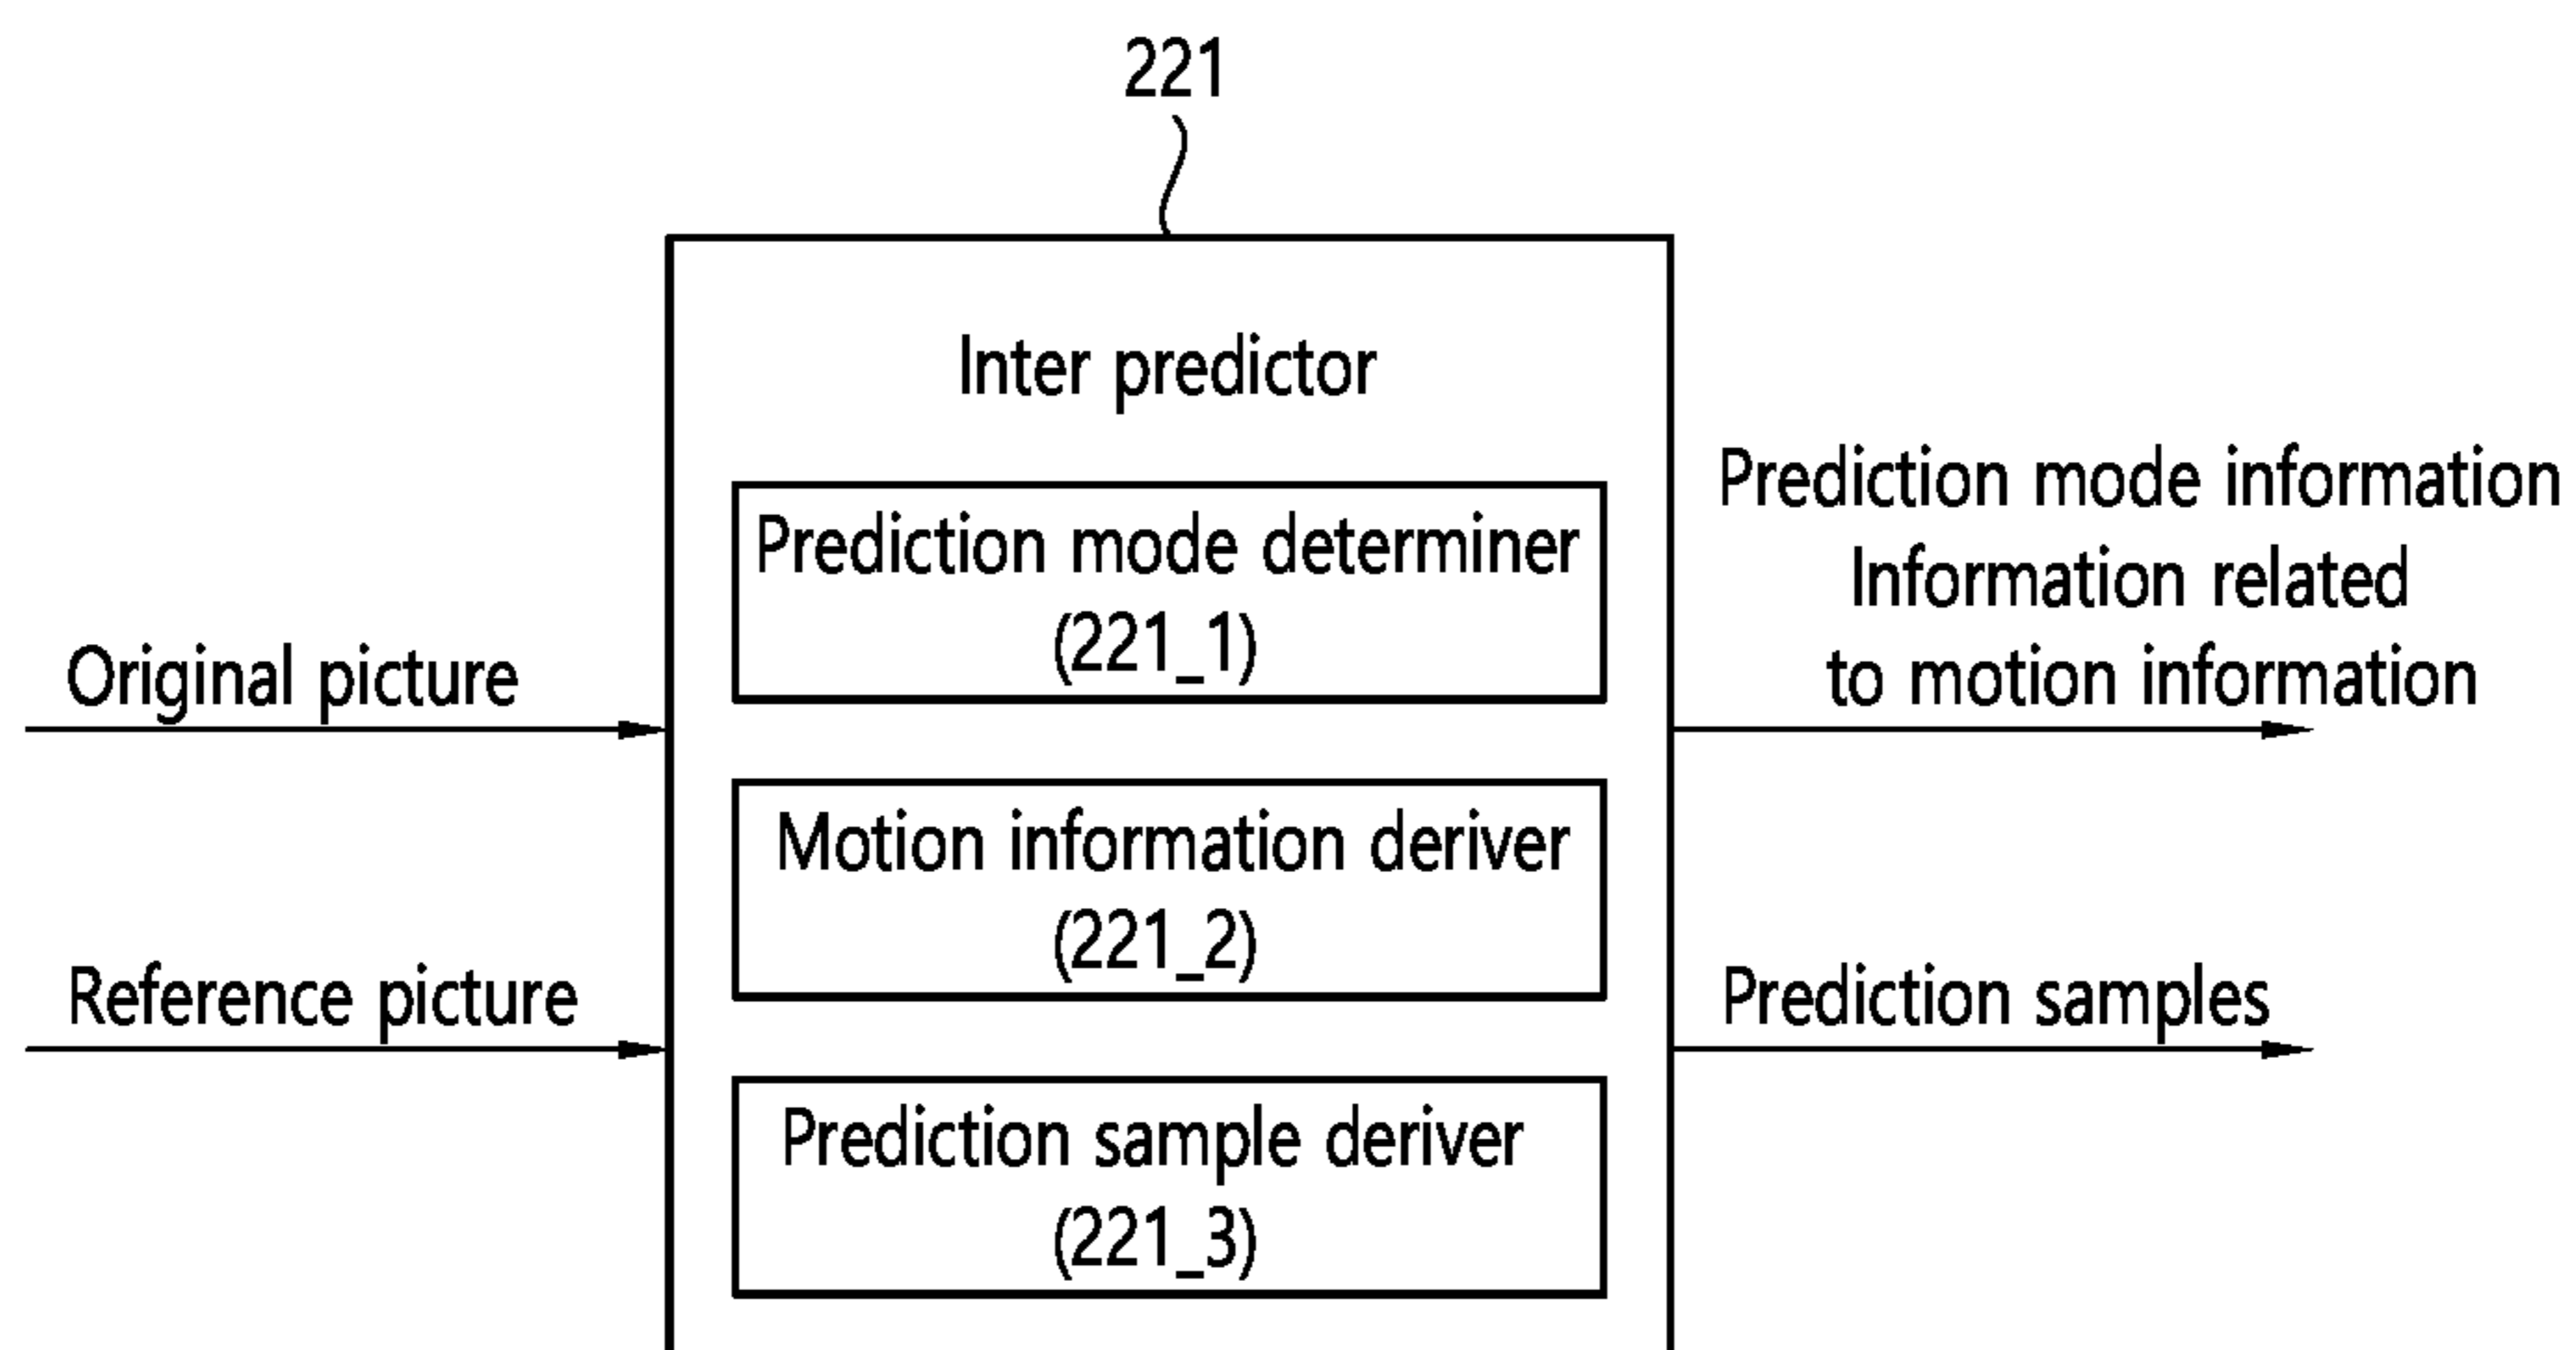 221
Inter predictor
Prediction mode determiner
(221_1)
Motion information deriver
(221_2)
Prediction sample deriver
(221_3)
Original picture
Reference picture
Prediction mode information
Information related
to motion information
Prediction samples